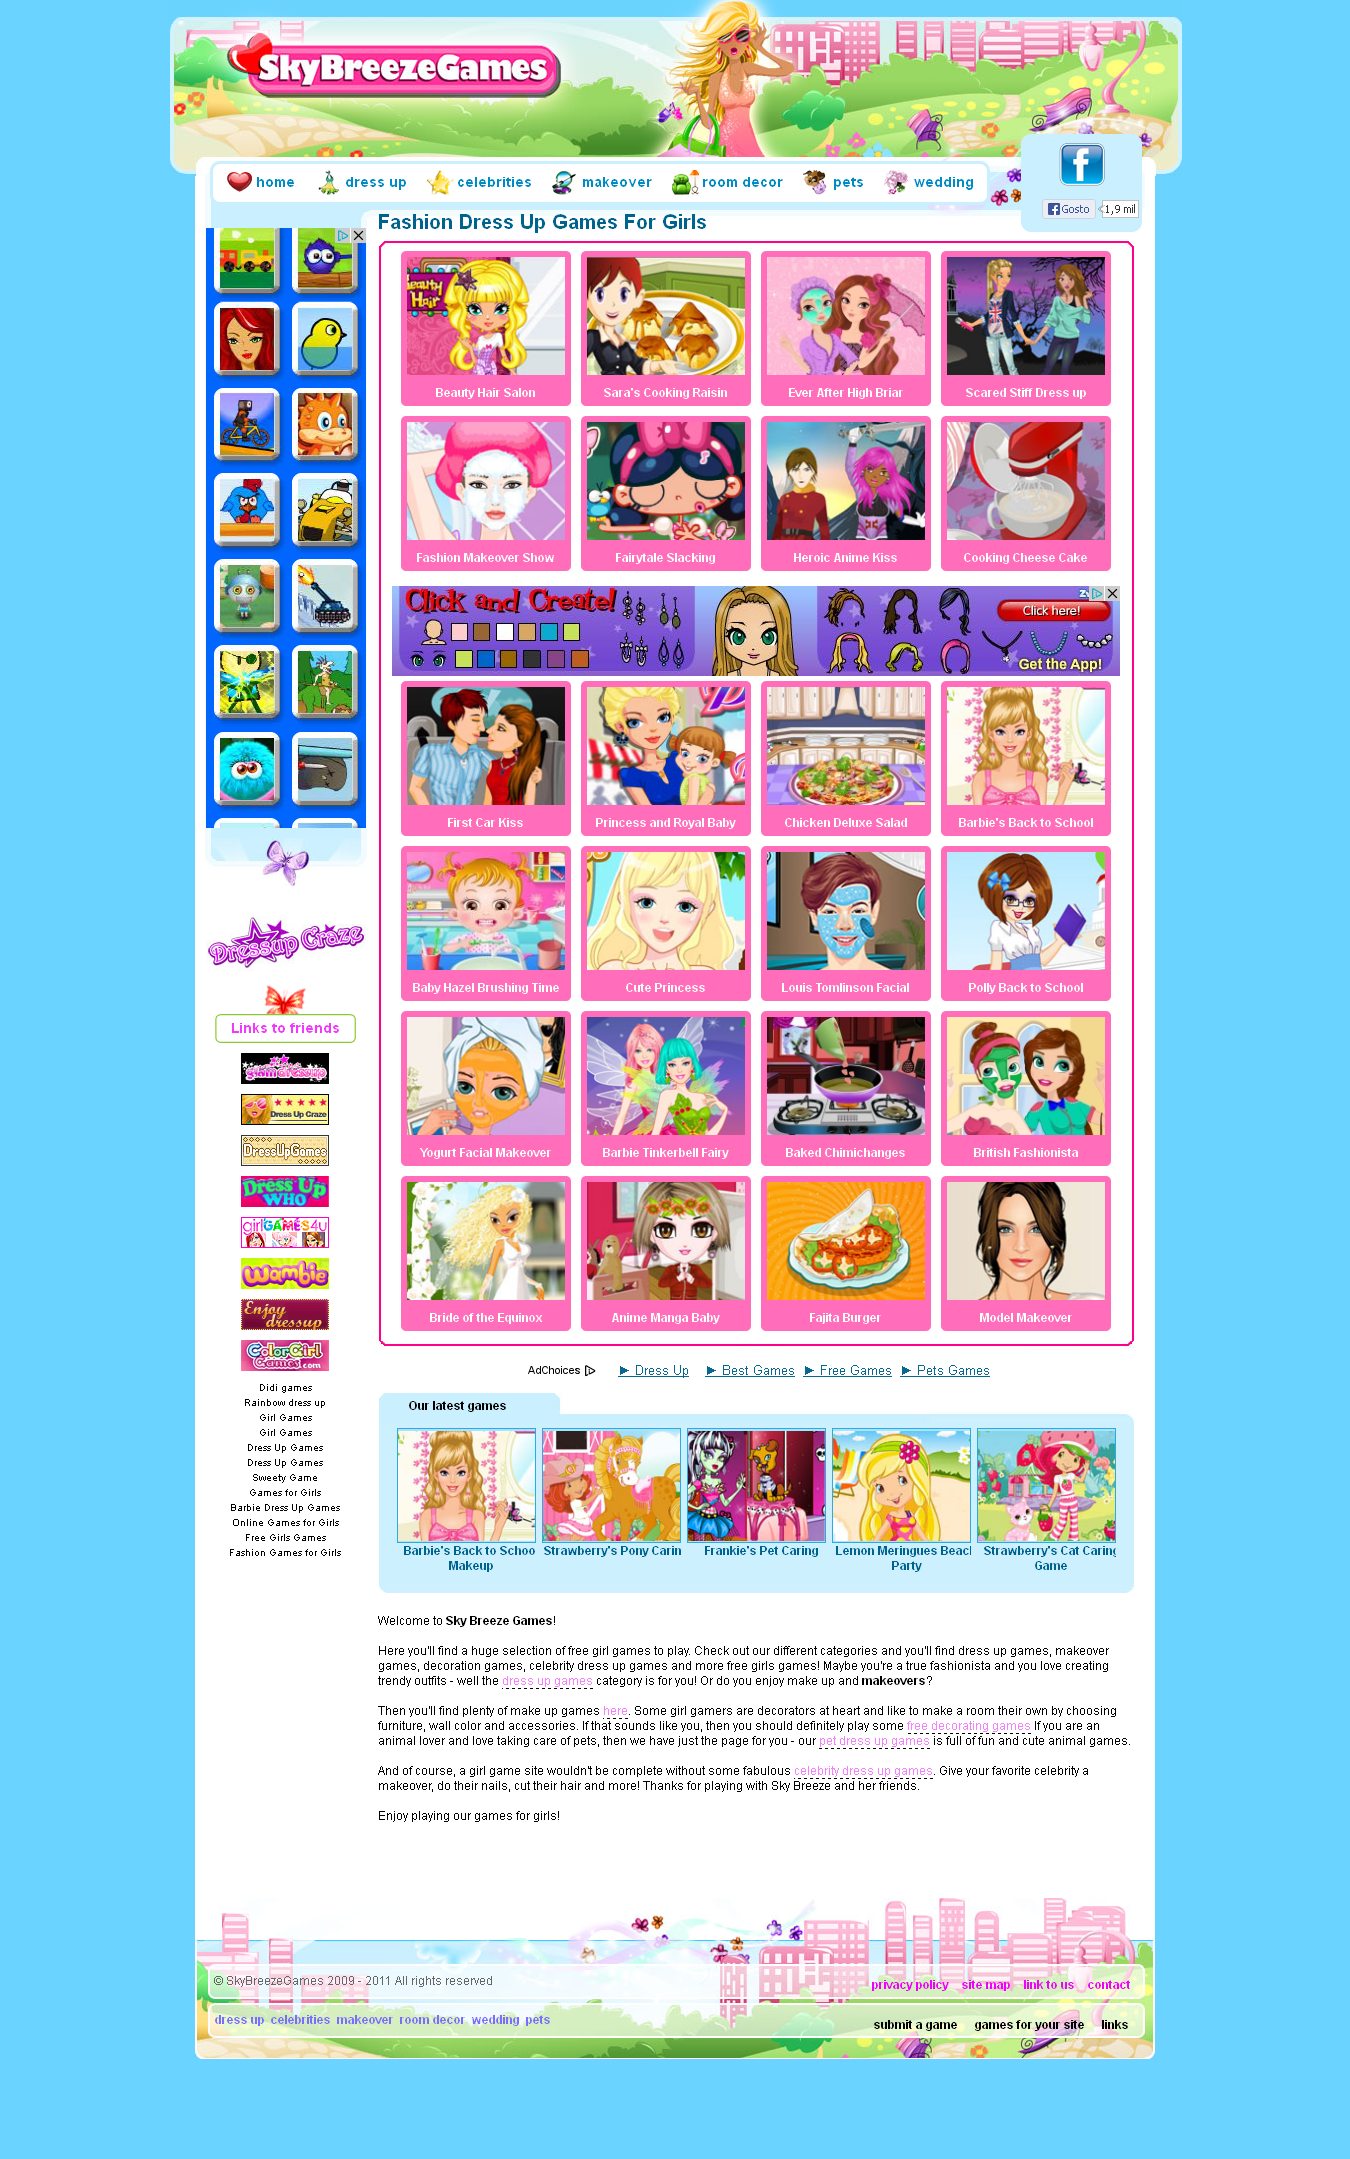 SkyBreezeGames
home
dress up
celebrities
makeover
room decor
pets
wedding
Gosto
1,9 mil
Fashion Dress Up Games For Girls
Beauty Hair
Beauty Hair Salon
Sara's Cooking Raisin
Ever After High Briar
Scared Stiff Dress up
Fashion Makeover Show
Fairytale Slacking
Heroic Anime Kiss
Cooking Cheese Cake
Click and Create!
Click here!
Get the App!
First Car Kiss
Princess and Royal Baby
Chicken Deluxe Salad
Barbie's Back to School
Baby Hazel Brushing Time
Cute Princess
Louis Tomlinson Facial
Polly Back to School
Yogurt Facial Makeover
Barbie Tinkerbell Fairy
Baked Chimichanges
British Fashionista
Bride of the Equinox
Anime Manga Baby
Fajita Burger
Model Makeover
Dressup Craze
Links to friends
glam dressup
Dress Up Craze
DressUpGames
Dress Up WHO
girlGAMES4U
Wambie
Enjoy dressup
ColorGirl Games.com
Didi games
Rainbow dress up
Girl Games
Girl Games
Dress Up Games
Dress Up Games
Sweety Game
Games for Girls
Barbie Dress Up Games
Online Games for Girls
Free Girls Games
Fashion Games for Girls
AdChoices
► Dress Up
► Best Games
► Free Games
► Pets Games
Our latest games
Barbie's Back to Schoo
Makeup
Strawberry's Pony Carin
Frankie's Pet Caring
Lemon Meringues Beacl
Party
Strawberry's Cat Caring
Game
Welcome to Sky Breeze Games!
Here you'll find a huge selection of free girl games to play. Check out our different categories and you'll find dress up games, makeover
games, decoration games, celebrity dress up games and more free girls games! Maybe you're a true fashionista and you love creating
trendy outfits - well the dress up games category is for you! Or do you enjoy make up and makeovers?
Then you'll find plenty of make up games here. Some girl gamers are decorators at heart and like to make a room their own by choosing
furniture, wall color and accessories. If that sounds like you, then you should definitely play some free decorating games If you are an
animal lover and love taking care of pets, then we have just the page for you - our pet dress up games is full of fun and cute animal games.
And of course, a girl game site wouldn't be complete without some fabulous celebrity dress up games. Give your favorite celebrity a
makeover, do their nails, cut their hair and more! Thanks for playing with Sky Breeze and her friends.
Enjoy playing our games for girls!
© SkyBreezeGames 2009 - 2011 All rights reserved
privacy policy
site map
link to us
contact
dress up celebrities makeover room decor wedding pets
submit a game
games for your site
links